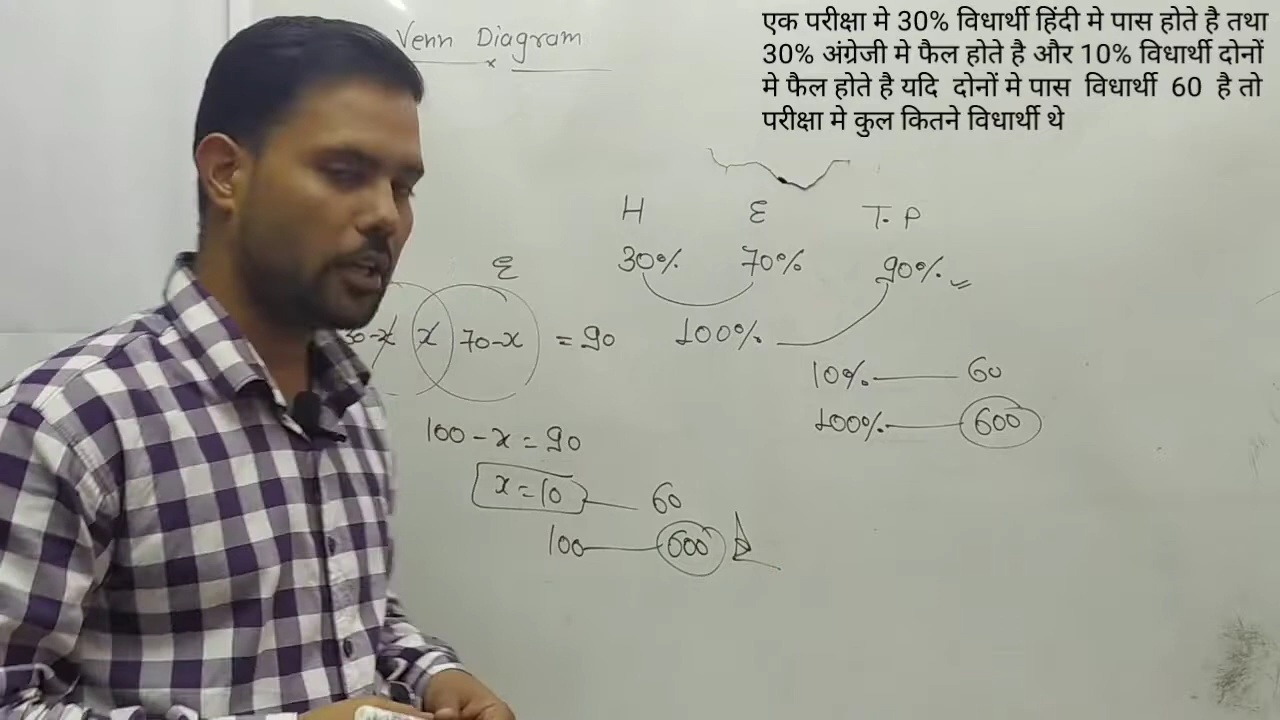 Venn Diagram
एक परीक्षा मे 30% विधार्थी हिंदी मे पास होते है तथा
30% अंग्रेजी मे फैल होते है और 10% विधार्थी दोनों
मे फैल होते है यदि दोनों मे पास विधार्थी 60 है तो
परीक्षा मे कुल कितने विधार्थी थे
H E T.P
30% 70% 90%
100%
10% 60
100% 600
E
30-x x 70-x = 90
100-x=90
x=10 60
100 600